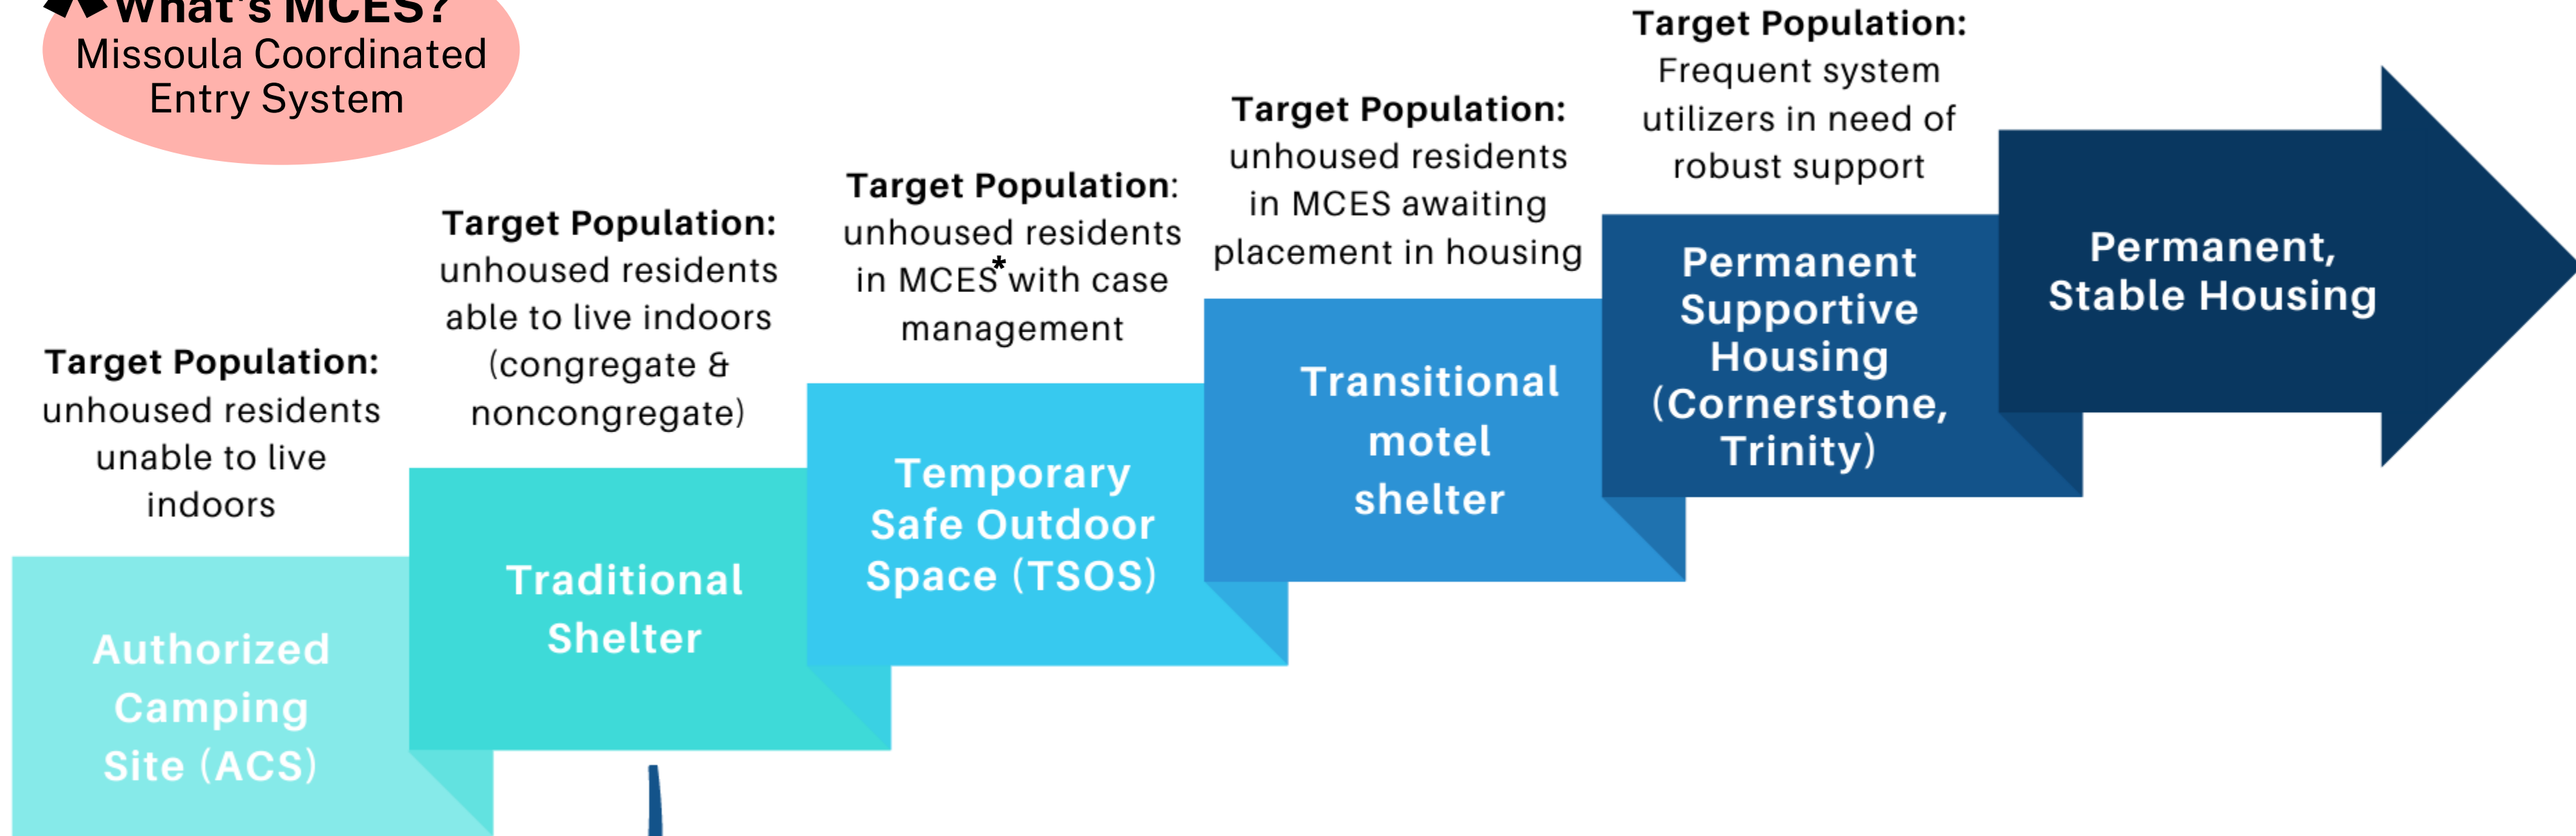 *What's MCES?
Missoula Coordinated
Entry System
Target Population:
unhoused residents
unable to live
indoors
Authorized
Camping
Site (ACS)
Target Population:
unhoused residents
able to live indoors
(congregate &
noncongregate)
Traditional
Shelter
Target Population:
unhoused residents
in MCES* with case
management
Temporary
Safe Outdoor
Space (TSOS)
Target Population:
unhoused residents
in MCES awaiting
placement in housing
Transitional
motel
shelter
Target Population:
Frequent system
utilizers in need of
robust support
Permanent
Supportive
Housing
(Cornerstone,
Trinity)
Permanent,
Stable Housing